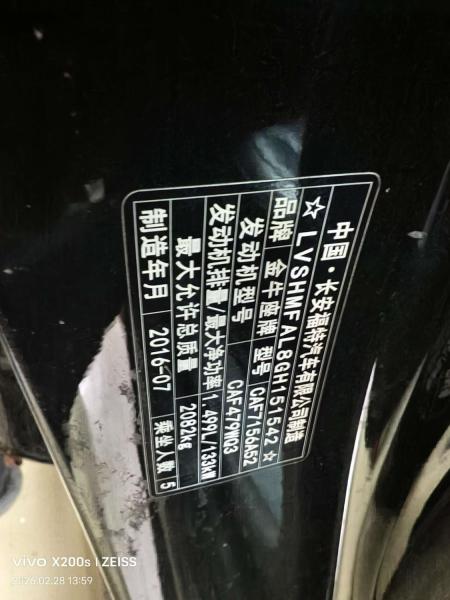 中国·长安福特汽车有限公司制造
☆LVSHMFAL8GH151542☆
品牌 金牛座牌 型号 CAF7156A52
发动机型号 CAF479WQ3
发动机排量/最大净功率 1.499L/133kW
最大允许总质量 2082kg
制造年月 2016-07 乘坐人数 5
vivo X200s | ZEISS
2026.02.28 13:59